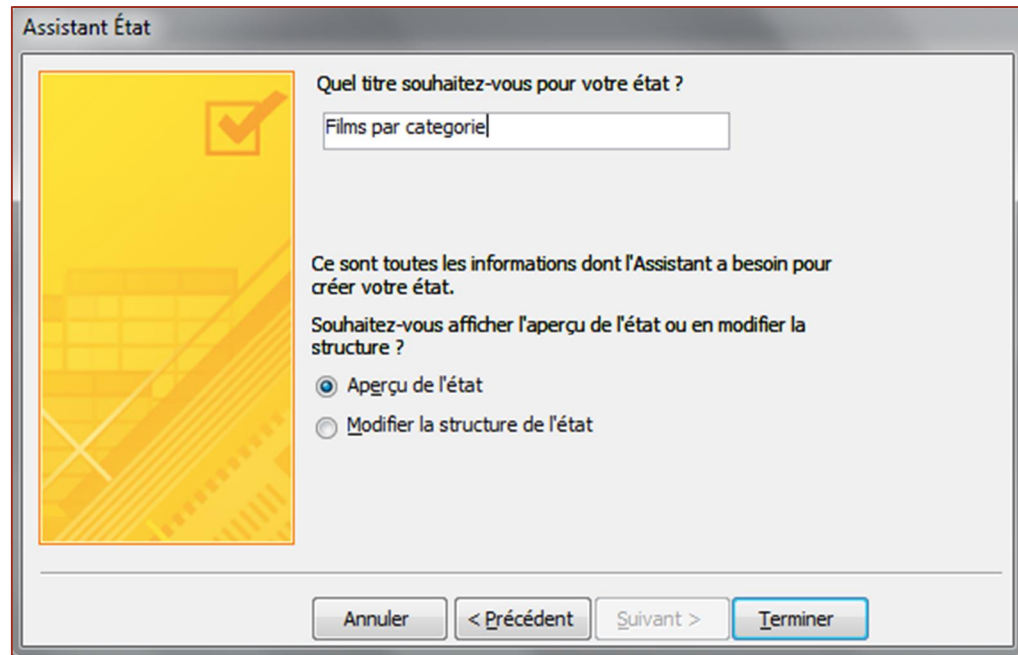 Assistant État
Quel titre souhaitez-vous pour votre état ?
Films par categorie
Ce sont toutes les informations dont l'Assistant a besoin pour
créer votre état.
Souhaitez-vous afficher l'aperçu de l'état ou en modifier la
structure ?
Aperçu de l'état
Modifier la structure de l'état
Annuler
< Précédent
Suivant >
Terminer